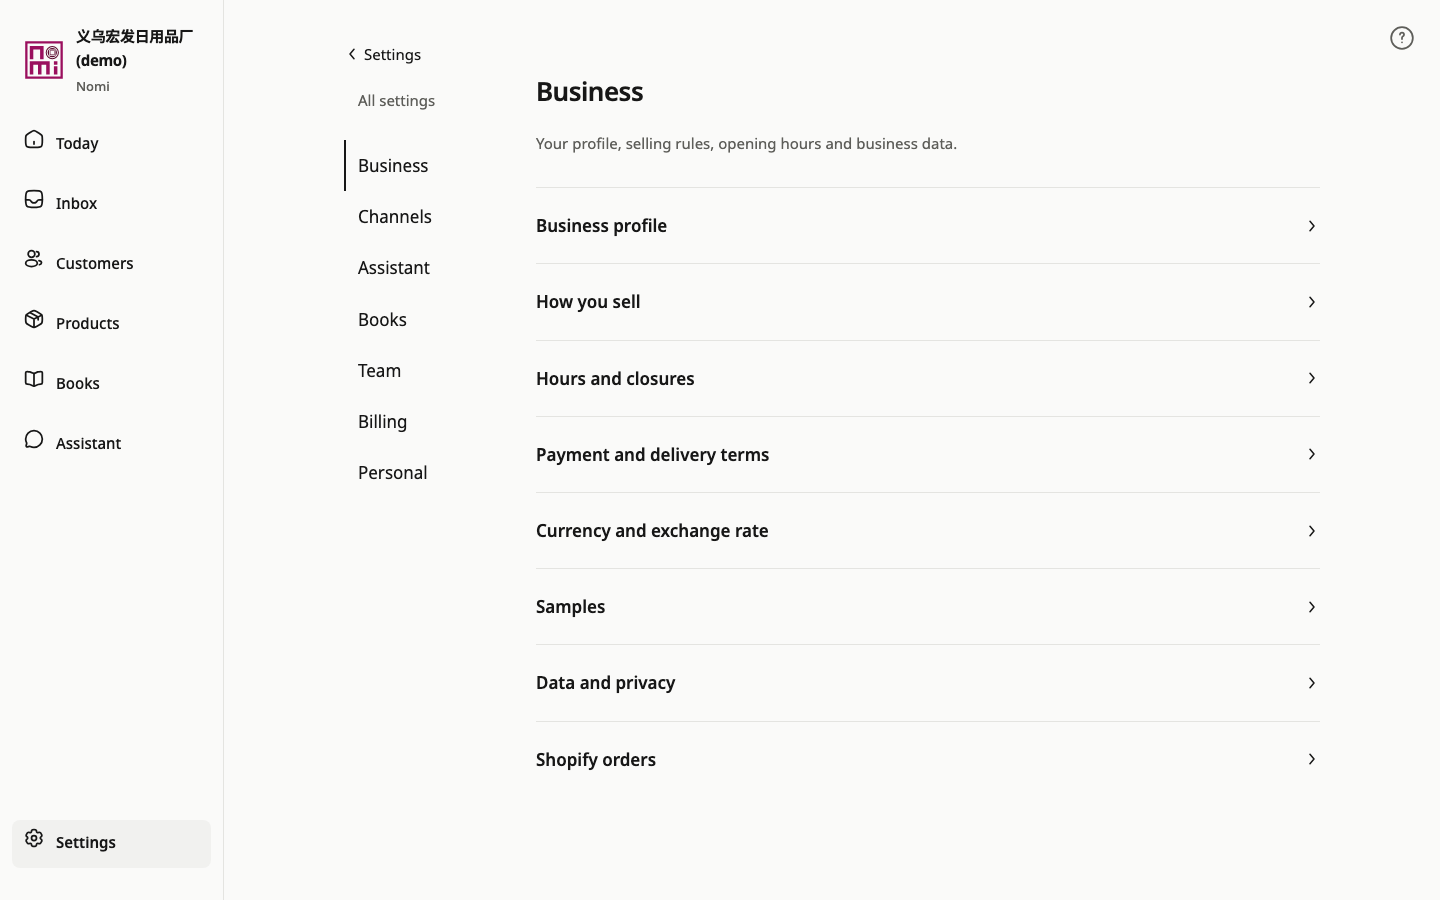 义乌宏发日用品厂
(demo)
Nomi
Today
Inbox
Customers
Products
Books
Assistant
Settings
Settings
All settings
Business
Channels
Assistant
Books
Team
Billing
Personal
Business
Your profile, selling rules, opening hours and business data.
Business profile
How you sell
Hours and closures
Payment and delivery terms
Currency and exchange rate
Samples
Data and privacy
Shopify orders